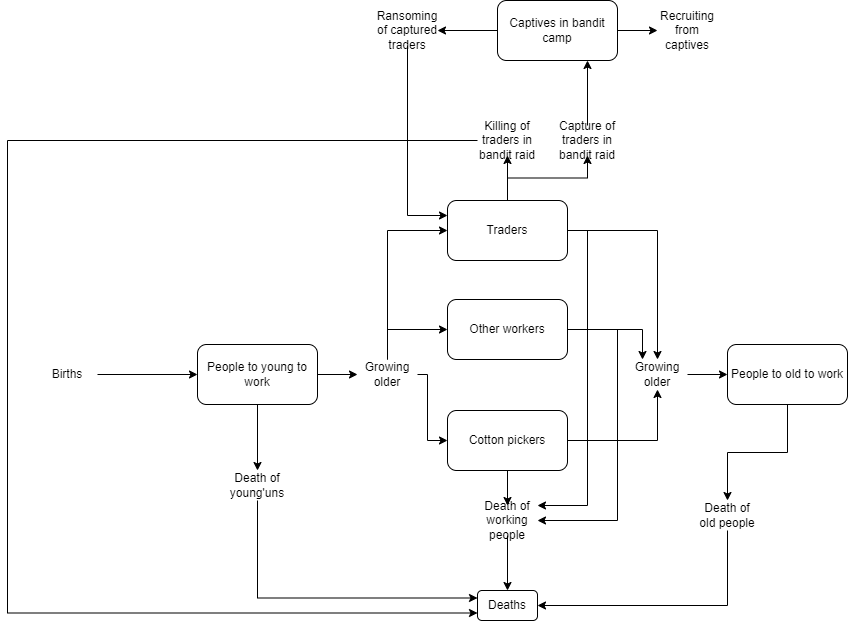 Ransoming
of captured
traders
Captives in bandit
camp
Recruiting
from
captives
Killing of
traders in
bandit raid
Capture of
traders in
bandit raid
Traders
Other workers
Births
People to young to
work
Growing
older
Growing
older
People to old to work
Cotton pickers
Death of
young'uns
Death of
working
people
Death of
old people
Deaths